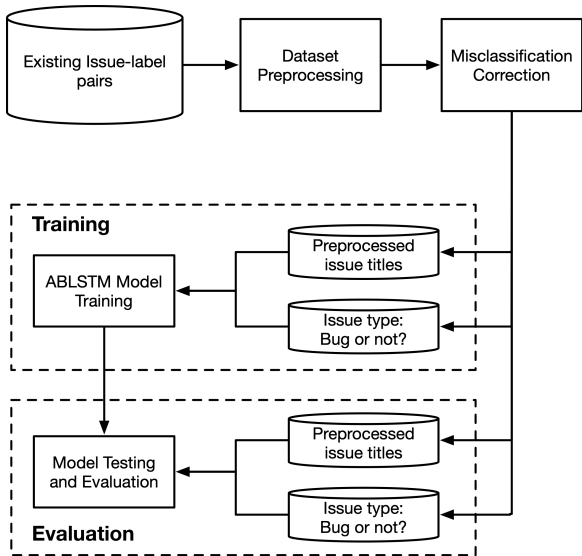 Existing Issue-label
pairs
Dataset
Preprocessing
Misclassification
Correction
Training
Preprocessed
issue titles
ABLSTM Model
Training
Issue type:
Bug or not?
Preprocessed
issue titles
Model Testing
and Evaluation
Issue type:
Bug or not?
Evaluation